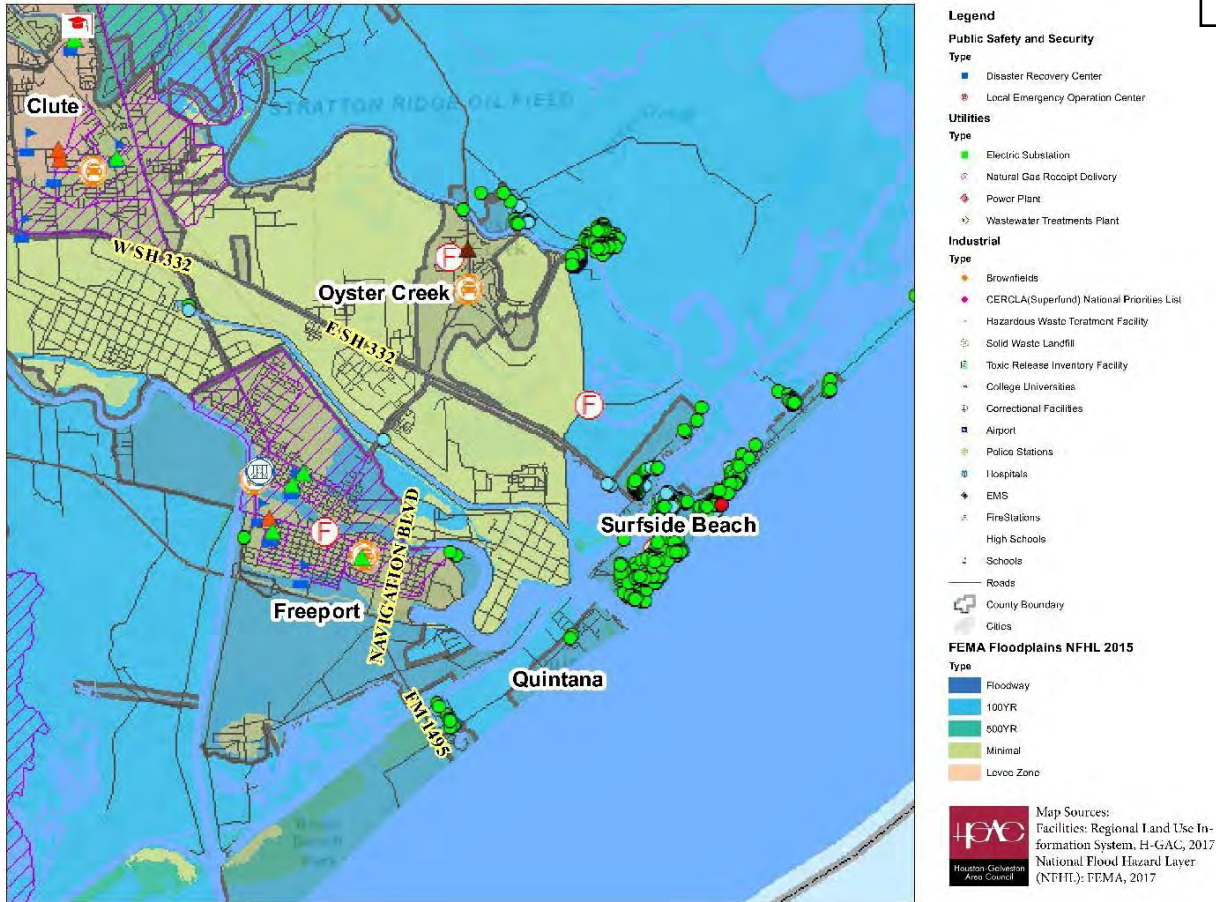 Clute
STRATTON RIDGE OIL FIELD
W SH 332
F
Oyster Creek
E SH 332
F
Surfside Beach
F
NAVIGATION BLVD
Freeport
Quintana
FM 1495
Legend
Public Safety and Security
Type
Disaster Recovery Center
Local Emergency Operation Center
Utilities
Type
Electric Substation
Natural Gas Receipt Delivery
Power Plant
Wastewater Treatments Plant
Industrial
Type
Brownfields
CERCLA(Superfund) National Priorities List
Hazardous Waste Teratment Facility
Solid Waste Landfill
Toxic Release Inventory Facility
College Universities
Correctional Facilities
Airport
Police Stations
Hospitals
EMS
FireStations
High Schools
Schools
Roads
County Boundary
Cities
FEMA Floodplains NFHL 2015
Type
Floodway
100YR
500YR
Minimal
Levee Zone
HGAC
Houston-Galveston
Area Council
Map Sources:
Facilities: Regional Land Use In-
formation System, H-GAC, 2017
National Flood Hazard Layer
(NFHL): FEMA, 2017